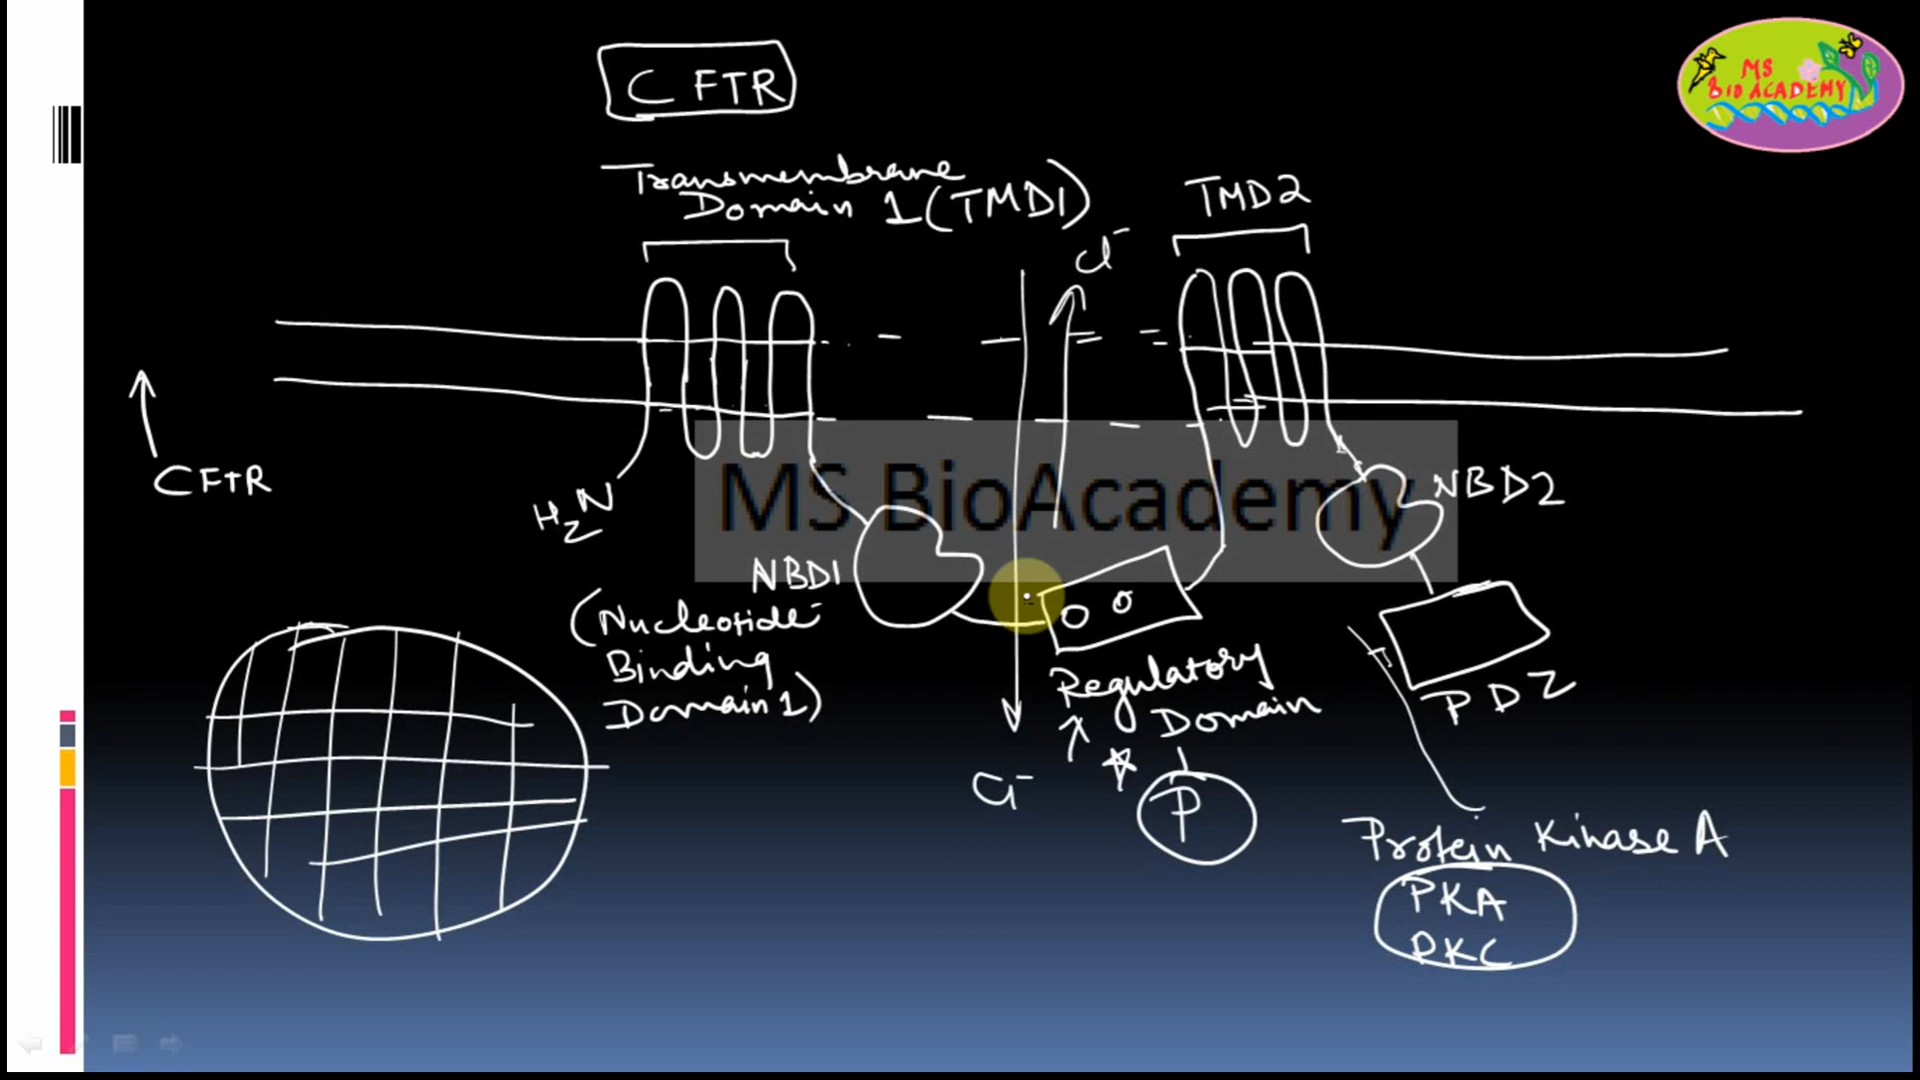 CFTR
MS
BIO ACADEMY
Transmembrane
Domain 1 (TMD1)
TMD2
Cl⁻
CFTR
H₂N
MS BioAcademy
NBD2
NBD1
(Nucleotide
Binding
Domain 1)
Regulatory
Domain
PDZ
Cl⁻
P
Protein Kinase A
PKA
PKC